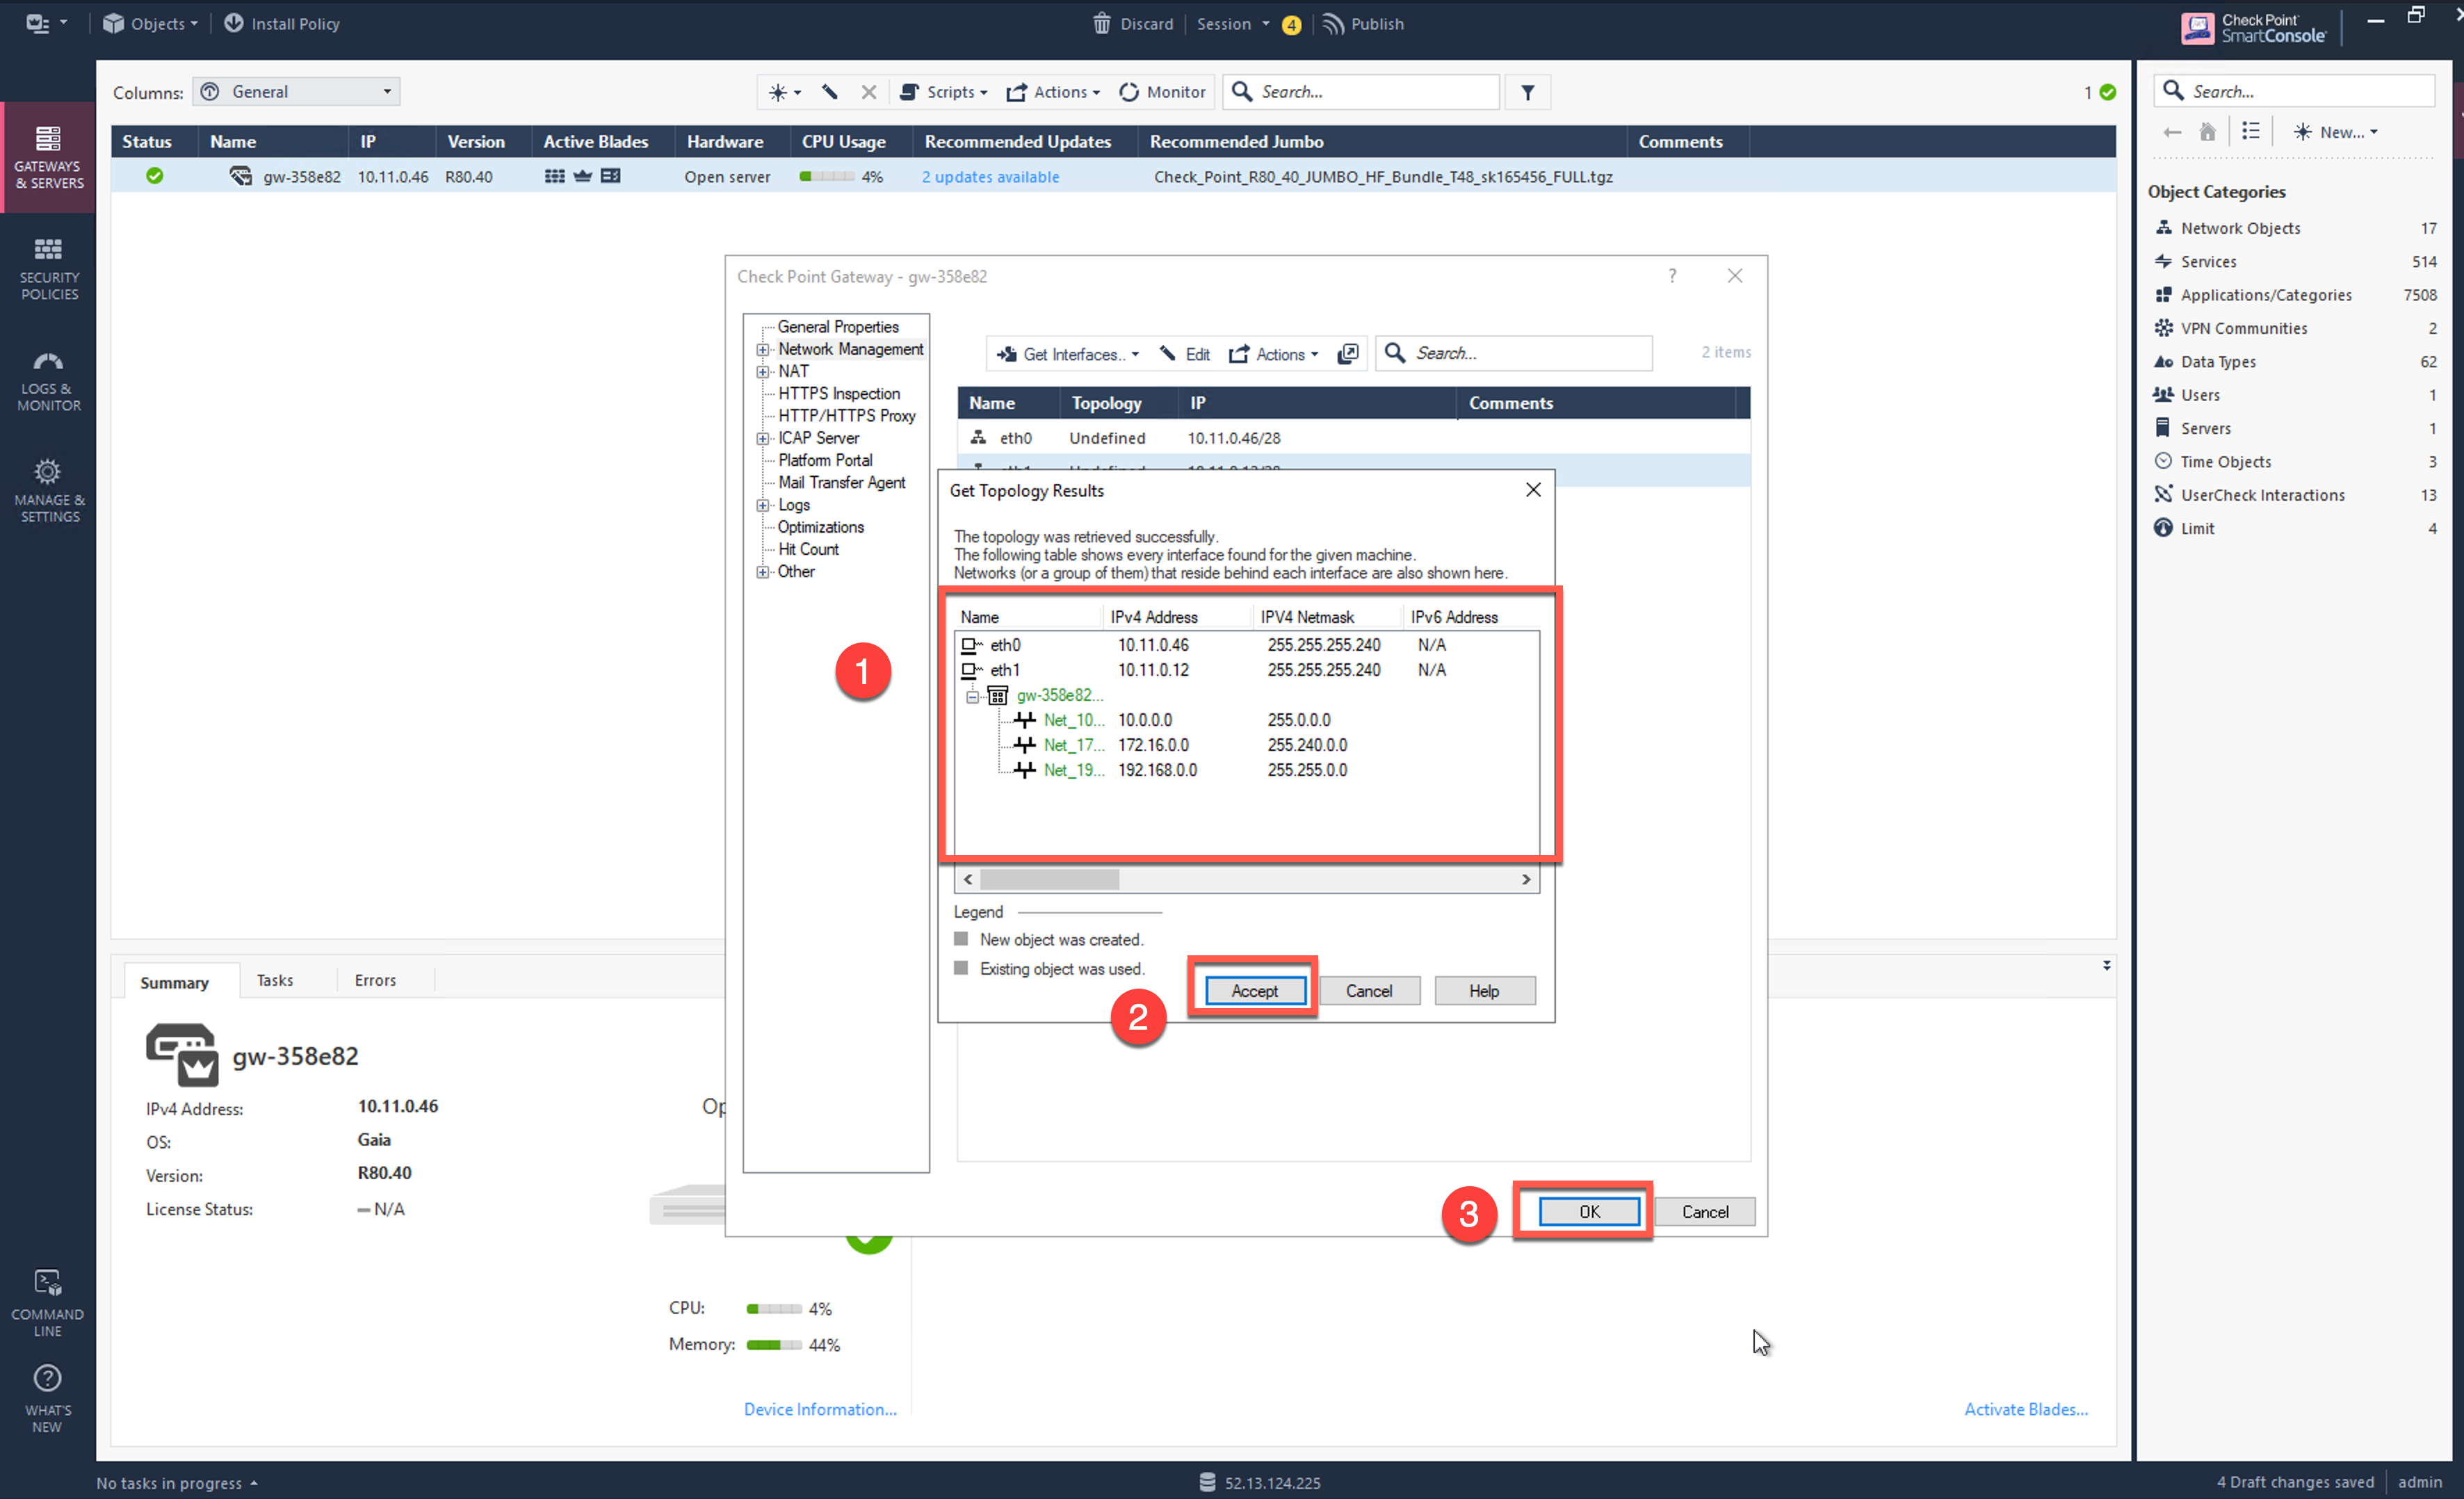 Objects
Install Policy
Discard
Session
4
Publish
Check Point
SmartConsole
GATEWAYS
& SERVERS
SECURITY
POLICIES
LOGS &
MONITOR
MANAGE &
SETTINGS
COMMAND
LINE
WHAT'S
NEW
Columns:
General
Scripts
Actions
Monitor
Search...
1
Status Name IP Version Active Blades Hardware CPU Usage Recommended Updates Recommended Jumbo Comments
gw-358e82 10.11.0.46 R80.40 Open server 4% 2 updates available Check_Point_R80_40_JUMBO_HF_Bundle_T48_sk165456_FULL.tgz
Check Point Gateway - gw-358e82
?
General Properties
Network Management
NAT
HTTPS Inspection
HTTP/HTTPS Proxy
ICAP Server
Platform Portal
Mail Transfer Agent
Logs
Optimizations
Hit Count
Other
Get Interfaces..
Edit
Actions
Search...
2 items
Name Topology IP Comments
eth0 Undefined 10.11.0.46/28
Get Topology Results
The topology was retrieved successfully.
The following table shows every interface found for the given machine.
Networks (or a group of them) that reside behind each interface are also shown here.
Name IPv4 Address IPV4 Netmask IPv6 Address
eth0 10.11.0.46 255.255.255.240 N/A
eth1 10.11.0.12 255.255.255.240 N/A
gw-358e82...
Net_10... 10.0.0.0 255.0.0.0
Net_17... 172.16.0.0 255.240.0.0
Net_19... 192.168.0.0 255.255.0.0
1
Legend
New object was created.
Existing object was used.
Accept
Cancel
Help
2
3
OK
Cancel
Summary
Tasks
Errors
gw-358e82
IPv4 Address: 10.11.0.46
OS: Gaia
Version: R80.40
License Status: N/A
Op
CPU: 4%
Memory: 44%
Device Information...
Activate Blades...
Search...
New...
Object Categories
Network Objects 17
Services 514
Applications/Categories 7508
VPN Communities 2
Data Types 62
Users 1
Servers 1
Time Objects 3
UserCheck Interactions 13
Limit 4
No tasks in progress
52.13.124.225
4 Draft changes saved
admin